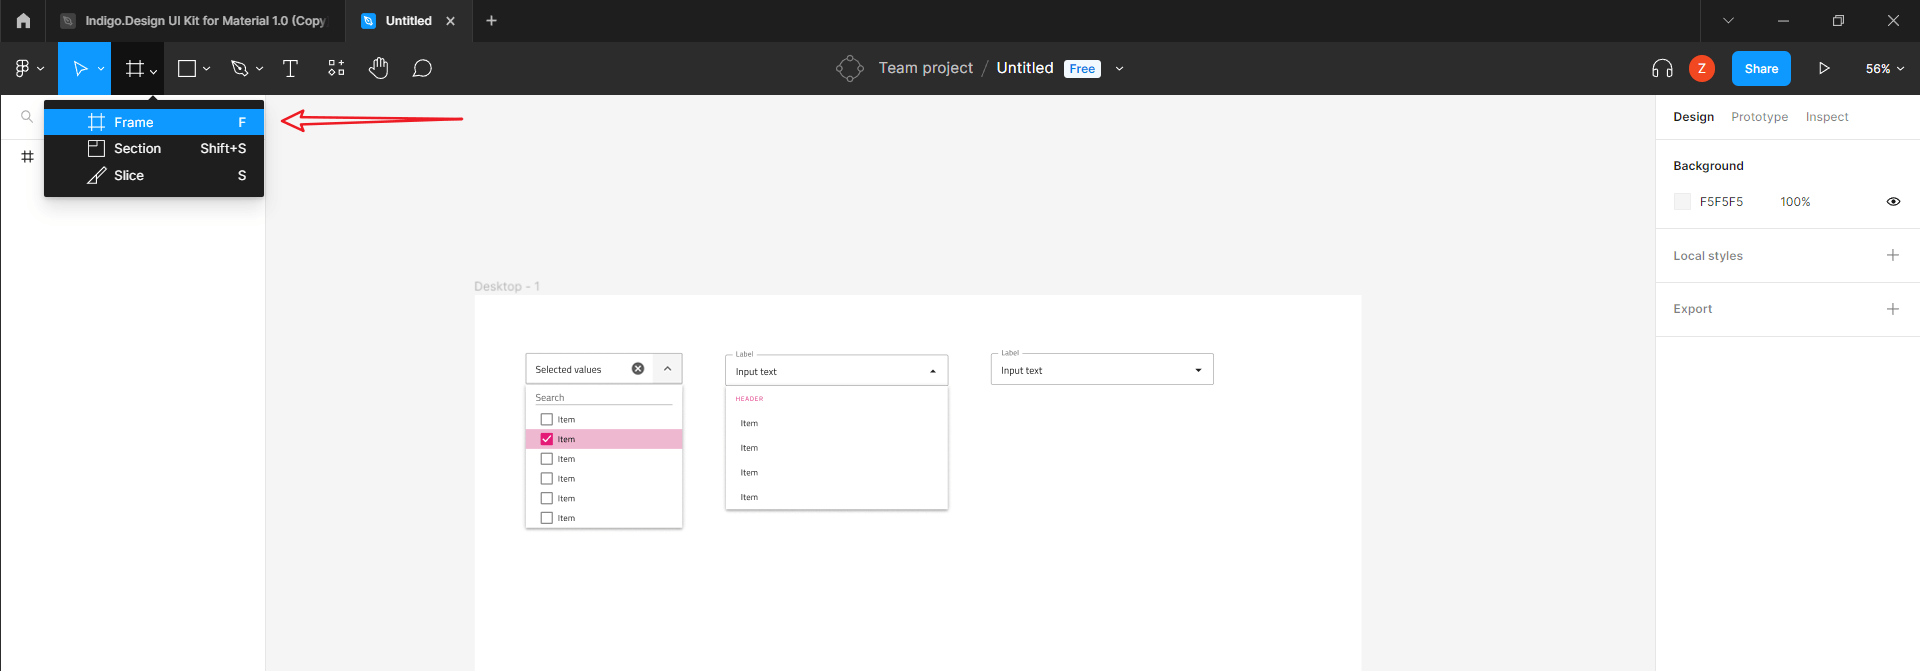 Indigo.Design UI Kit for Material 1.0 (Copy
Untitled
Team project / Untitled Free
Z
Share
56%
Frame F
Section Shift+S
Slice S
Design Prototype Inspect
Background
F5F5F5 100%
Local styles
Export
Desktop - 1
Selected values
Search
Item
Item
Item
Item
Item
Item
Label
Input text
HEADER
Item
Item
Item
Item
Label
Input text